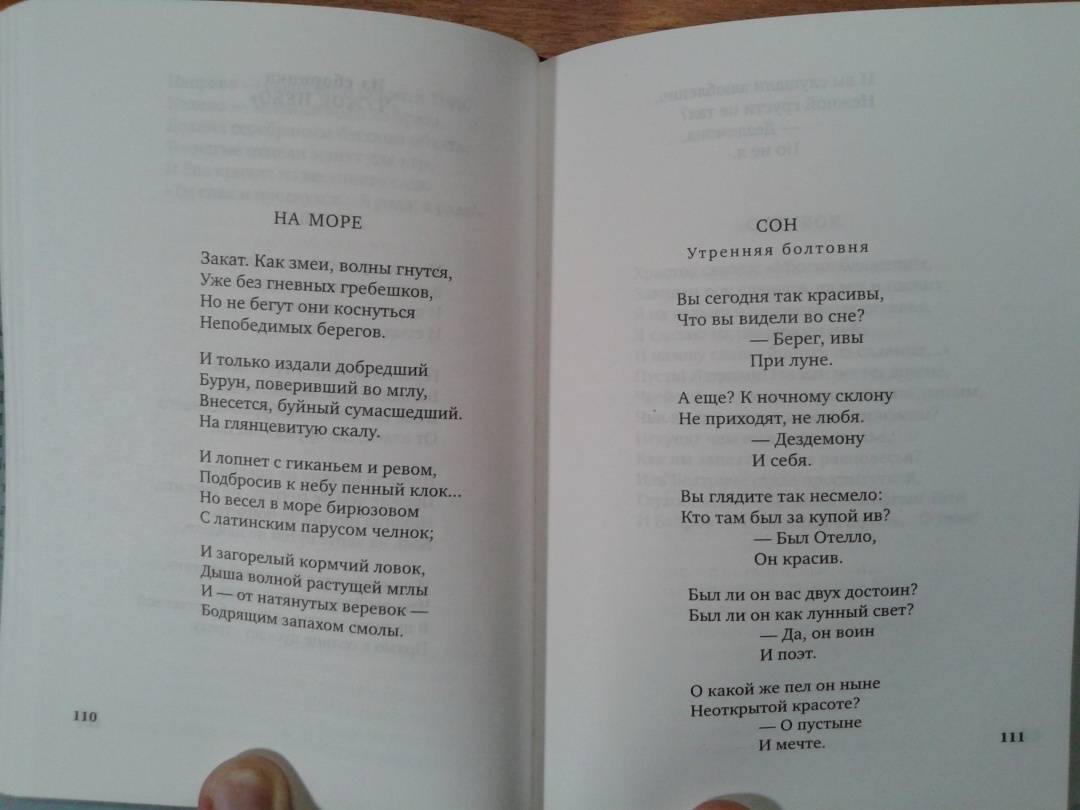 НА МОРЕ
Закат. Как змеи, волны гнутся,
Уже без гневных гребешков,
Но не бегут они коснуться
Непобедимых берегов.
И только издали добредший
Бурун, поверивший во мглу,
Внесется, буйный сумасшедший.
На глянцевитую скалу.
И лопнет с гиканьем и ревом,
Подбросив к небу пенный клок...
Но весел в море бирюзовом
С латинским парусом челнок;
И загорелый кормчий ловок,
Дыша волной растущей мглы
И — от натянутых веревок —
Бодрящим запахом смолы.
110
СОН
Утренняя болтовня
Вы сегодня так красивы,
Что вы видели во сне?
— Берег, ивы
При луне.
А еще? К ночному склону
Не приходят, не любя.
— Дездемону
И себя.
Вы глядите так несмело:
Кто там был за купой ив?
— Был Отелло,
Он красив.
Был ли он вас двух достоин?
Был ли он как лунный свет?
— Да, он воин
И поэт.
О какой же пел он ныне
Неоткрытой красоте?
— О пустыне
И мечте.
111